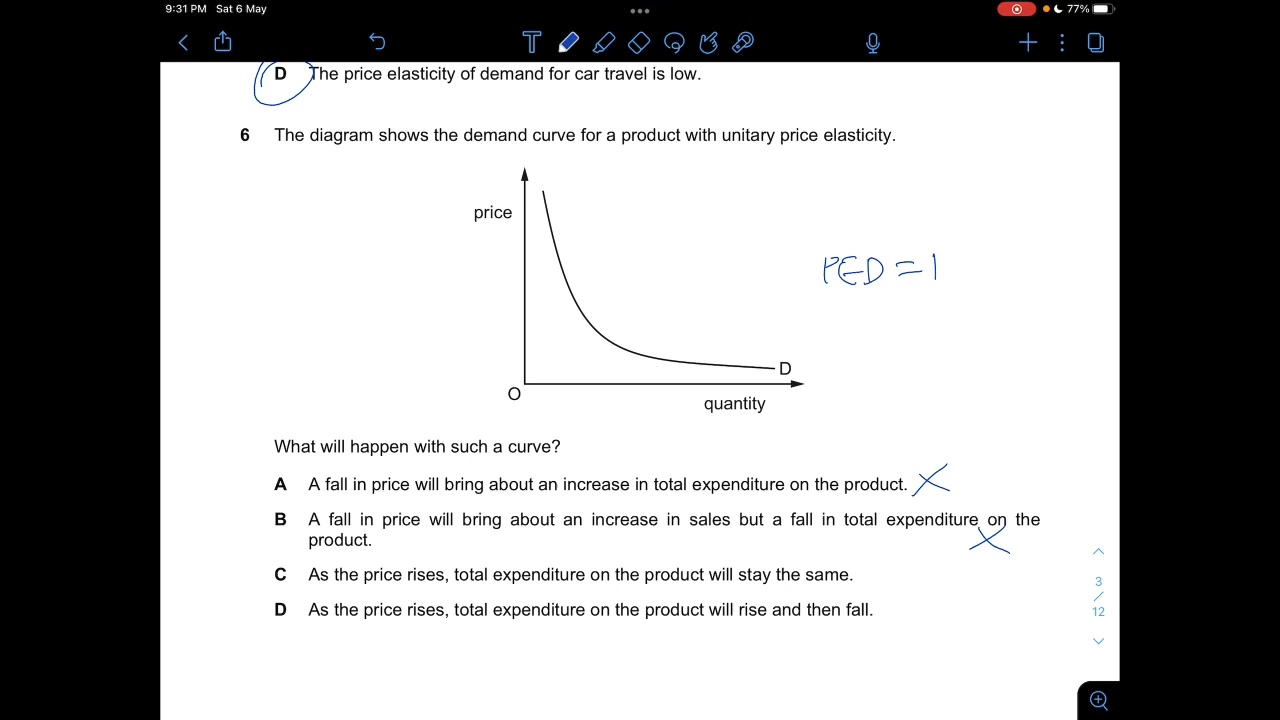 9:31 PM Sat 6 May
77%
D The price elasticity of demand for car travel is low.
6 The diagram shows the demand curve for a product with unitary price elasticity.
price
PED = 1
D
O
quantity
What will happen with such a curve?
A A fall in price will bring about an increase in total expenditure on the product.
B A fall in price will bring about an increase in sales but a fall in total expenditure on the
product.
C As the price rises, total expenditure on the product will stay the same.
D As the price rises, total expenditure on the product will rise and then fall.
3
/
12